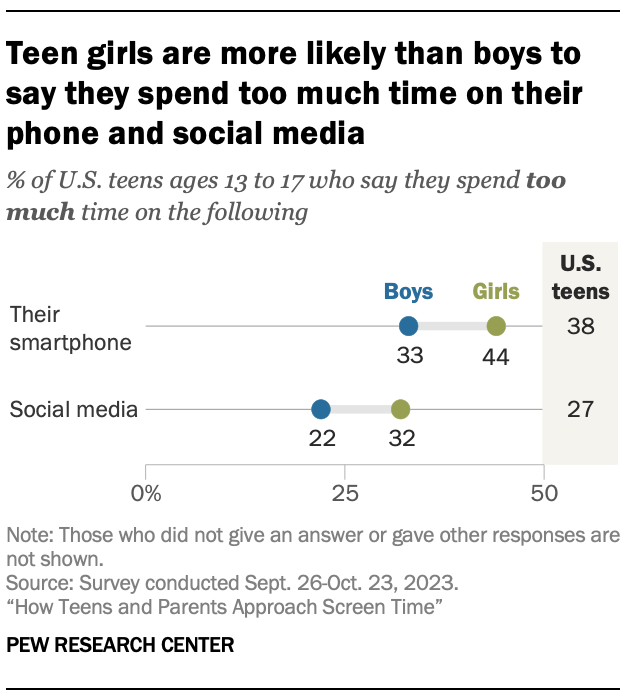 Teen girls are more likely than boys to
say they spend too much time on their
phone and social media
% of U.S. teens ages 13 to 17 who say they spend too
much time on the following
U.S.
teens
Boys
Girls
Their
smartphone
33
44
38
Social media
22
32
27
0%
25
50
Note: Those who did not give an answer or gave other responses are
not shown.
Source: Survey conducted Sept. 26-Oct. 23, 2023.
“How Teens and Parents Approach Screen Time”
PEW RESEARCH CENTER